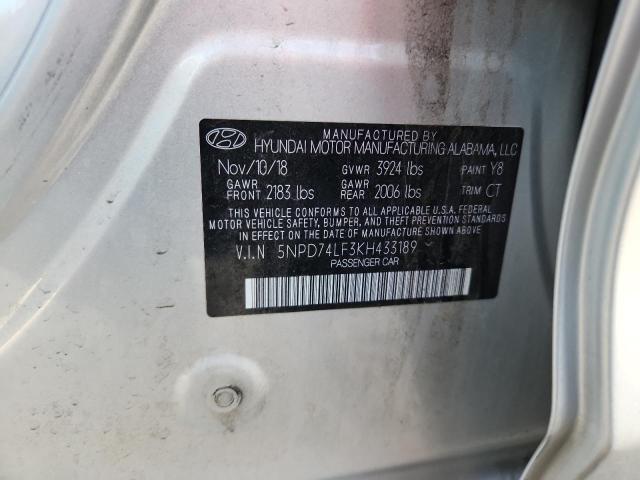 MANUFACTURED BY
HYUNDAI MOTOR MANUFACTURING ALABAMA, LLC
Nov/10/18 GVWR 3924 lbs PAINT Y8
GAWR FRONT 2183 lbs GAWR REAR 2006 lbs TRIM CT
THIS VEHICLE CONFORMS TO ALL APPLICABLE U.S. FEDERAL
MOTOR VEHICLE SAFETY, BUMPER, AND THEFT PREVENTION STANDARDS
IN EFFECT ON THE DATE OF MANUFACTURE SHOWN ABOVE.
V.I.N 5NPD74LF3KH433189
PASSENGER CAR